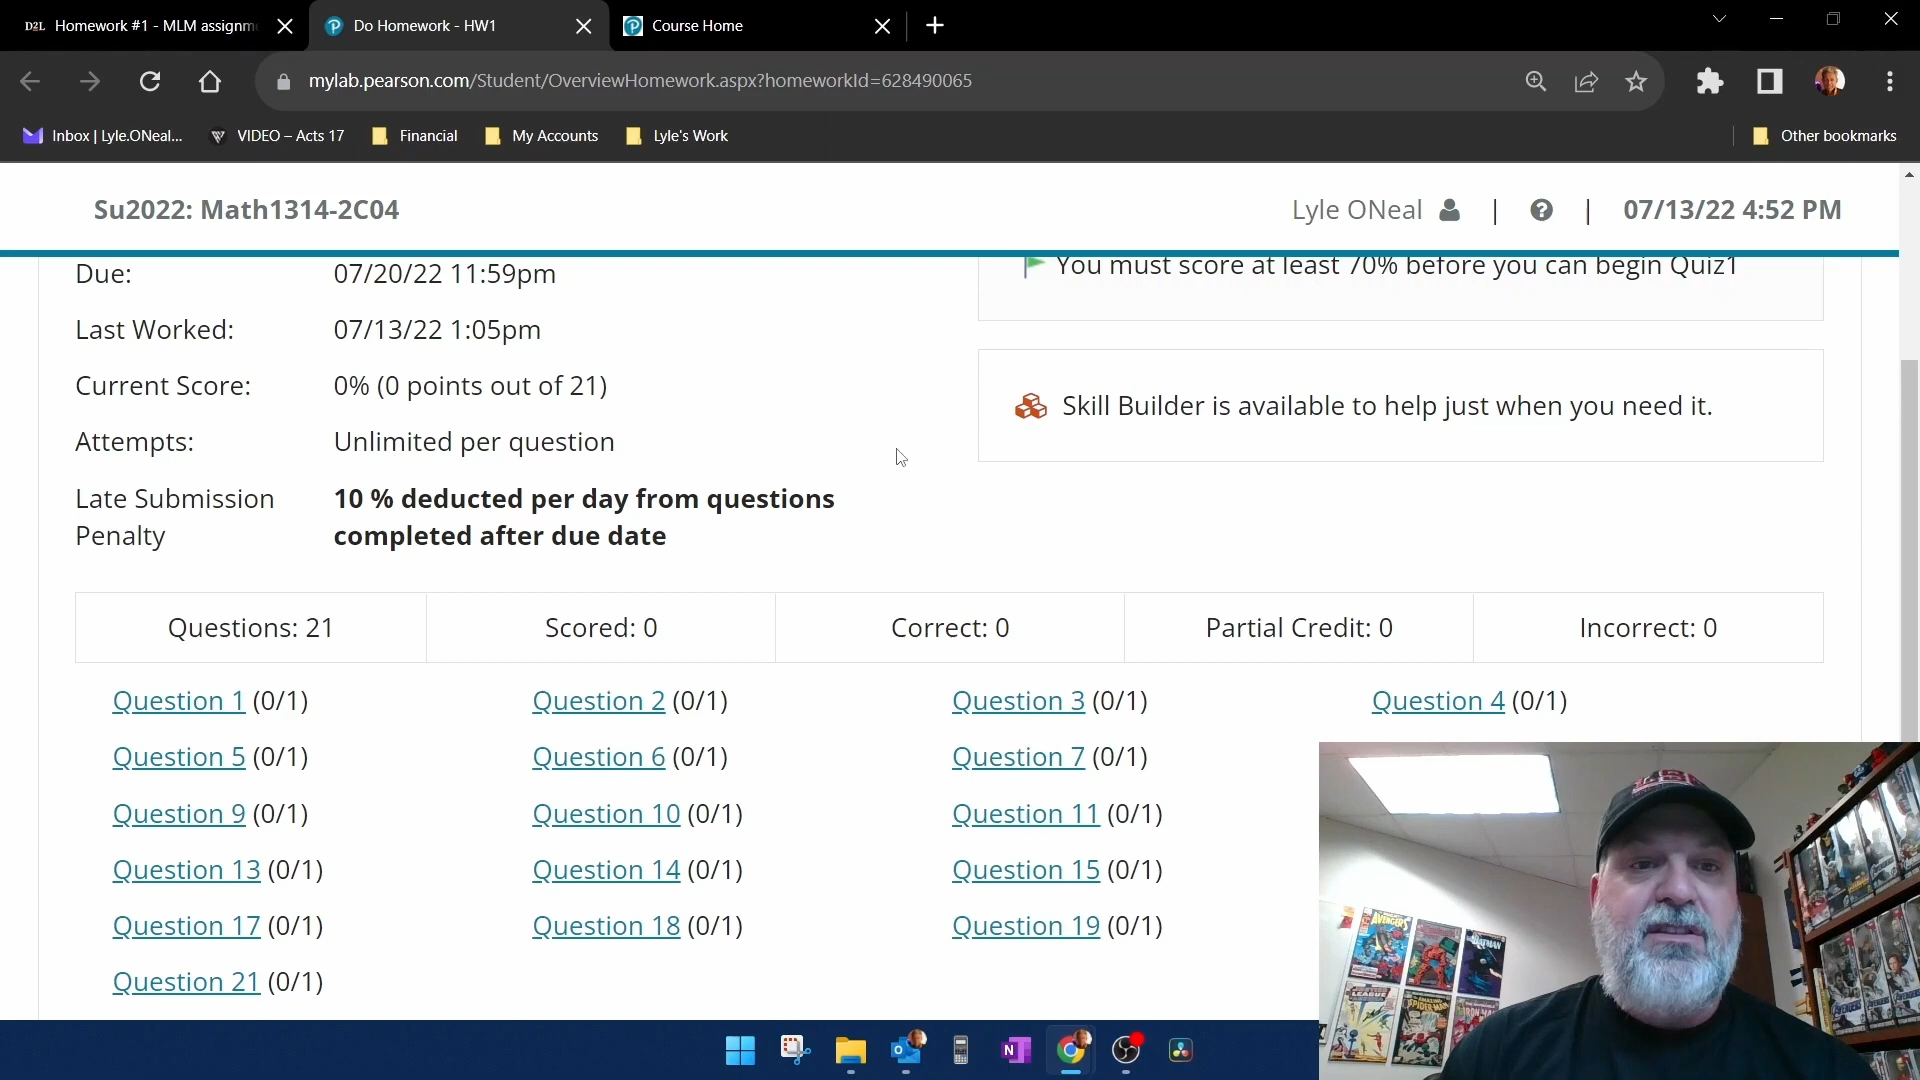 D2L Homework #1 - MLM assignm
Do Homework - HW1
Course Home
mylab.pearson.com/Student/OverviewHomework.aspx?homeworkId=628490065
Inbox | Lyle.ONeal...
VIDEO – Acts 17
Financial
My Accounts
Lyle's Work
Other bookmarks
Su2022: Math1314-2C04
Lyle ONeal | ? | 07/13/22 4:52 PM
Due: 07/20/22 11:59pm
You must score at least 70% before you can begin Quiz1
Last Worked: 07/13/22 1:05pm
Current Score: 0% (0 points out of 21)
Skill Builder is available to help just when you need it.
Attempts: Unlimited per question
Late Submission Penalty
10 % deducted per day from questions
completed after due date
Questions: 21 Scored: 0 Correct: 0 Partial Credit: 0 Incorrect: 0
Question 1 (0/1) Question 2 (0/1) Question 3 (0/1) Question 4 (0/1)
Question 5 (0/1) Question 6 (0/1) Question 7 (0/1)
Question 9 (0/1) Question 10 (0/1) Question 11 (0/1)
Question 13 (0/1) Question 14 (0/1) Question 15 (0/1)
Question 17 (0/1) Question 18 (0/1) Question 19 (0/1)
Question 21 (0/1)
AVENGERS
BATMAN
LEAGUE
SPIDER-MAN
IRON MAN